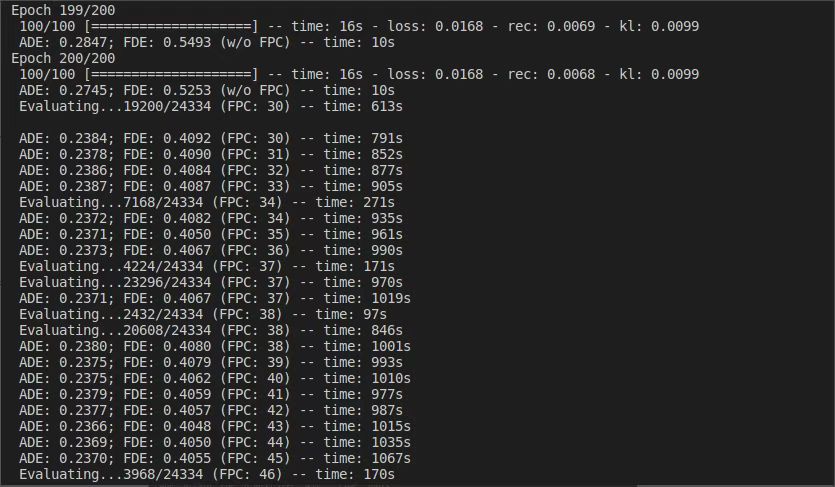 Epoch 199/200
100/100 [====================] -- time: 16s - loss: 0.0168 - rec: 0.0069 - kl: 0.0099
ADE: 0.2847; FDE: 0.5493 (w/o FPC) -- time: 10s
Epoch 200/200
100/100 [====================] -- time: 16s - loss: 0.0168 - rec: 0.0068 - kl: 0.0099
ADE: 0.2745; FDE: 0.5253 (w/o FPC) -- time: 10s
Evaluating...19200/24334 (FPC: 30) -- time: 613s
ADE: 0.2384; FDE: 0.4092 (FPC: 30) -- time: 791s
ADE: 0.2378; FDE: 0.4090 (FPC: 31) -- time: 852s
ADE: 0.2386; FDE: 0.4084 (FPC: 32) -- time: 877s
ADE: 0.2387; FDE: 0.4087 (FPC: 33) -- time: 905s
Evaluating...7168/24334 (FPC: 34) -- time: 271s
ADE: 0.2372; FDE: 0.4082 (FPC: 34) -- time: 935s
ADE: 0.2371; FDE: 0.4050 (FPC: 35) -- time: 961s
ADE: 0.2373; FDE: 0.4067 (FPC: 36) -- time: 990s
Evaluating...4224/24334 (FPC: 37) -- time: 171s
Evaluating...23296/24334 (FPC: 37) -- time: 970s
ADE: 0.2371; FDE: 0.4067 (FPC: 37) -- time: 1019s
Evaluating...2432/24334 (FPC: 38) -- time: 97s
Evaluating...20608/24334 (FPC: 38) -- time: 846s
ADE: 0.2380; FDE: 0.4080 (FPC: 38) -- time: 1001s
ADE: 0.2375; FDE: 0.4079 (FPC: 39) -- time: 993s
ADE: 0.2375; FDE: 0.4062 (FPC: 40) -- time: 1010s
ADE: 0.2379; FDE: 0.4059 (FPC: 41) -- time: 977s
ADE: 0.2377; FDE: 0.4057 (FPC: 42) -- time: 987s
ADE: 0.2366; FDE: 0.4048 (FPC: 43) -- time: 1015s
ADE: 0.2369; FDE: 0.4050 (FPC: 44) -- time: 1035s
ADE: 0.2370; FDE: 0.4055 (FPC: 45) -- time: 1067s
Evaluating...3968/24334 (FPC: 46) -- time: 170s